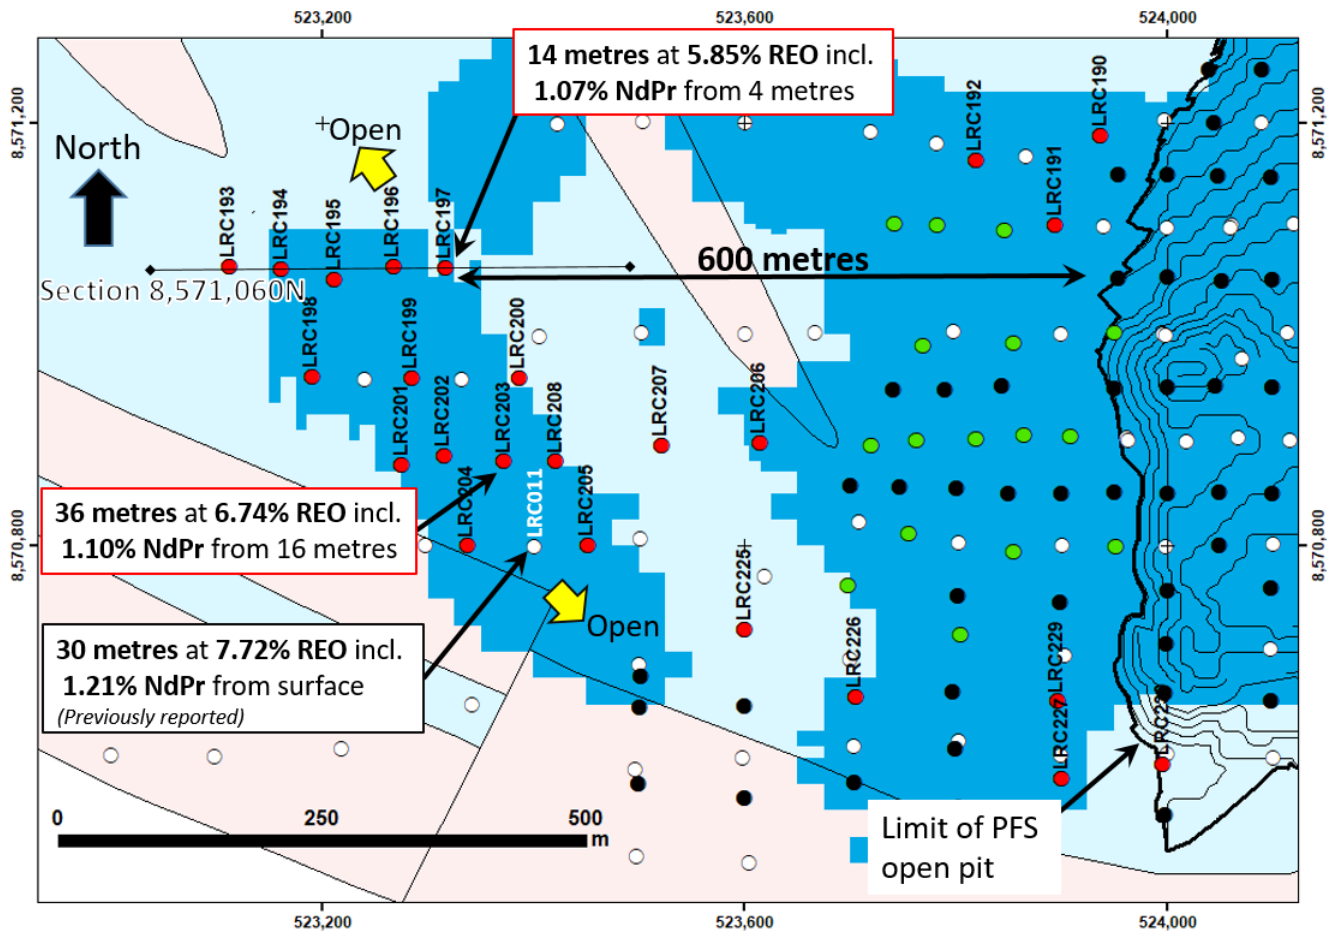 523,200
523,600
524,000
14 metres at 5.85% REO incl.
1.07% NdPr from 4 metres
8,571,200
8,571,200
North
Open
LRC192
LRC190
LRC191
LRC193
LRC194
LRC195
LRC196
LRC197
600 metres
Section 8,571,060N
LRC198
LRC199
LRC200
LRC201
LRC202
LRC203
LRC208
LRC207
LRC206
36 metres at 6.74% REO incl.
1.10% NdPr from 16 metres
LRC204
LRC011
LRC205
8,570,800
8,570,800
LRC225
Open
30 metres at 7.72% REO incl.
1.21% NdPr from surface
(Previously reported)
LRC226
LRC229
LRC227
0
250
500
m
Limit of PFS
open pit
523,200
523,600
524,000